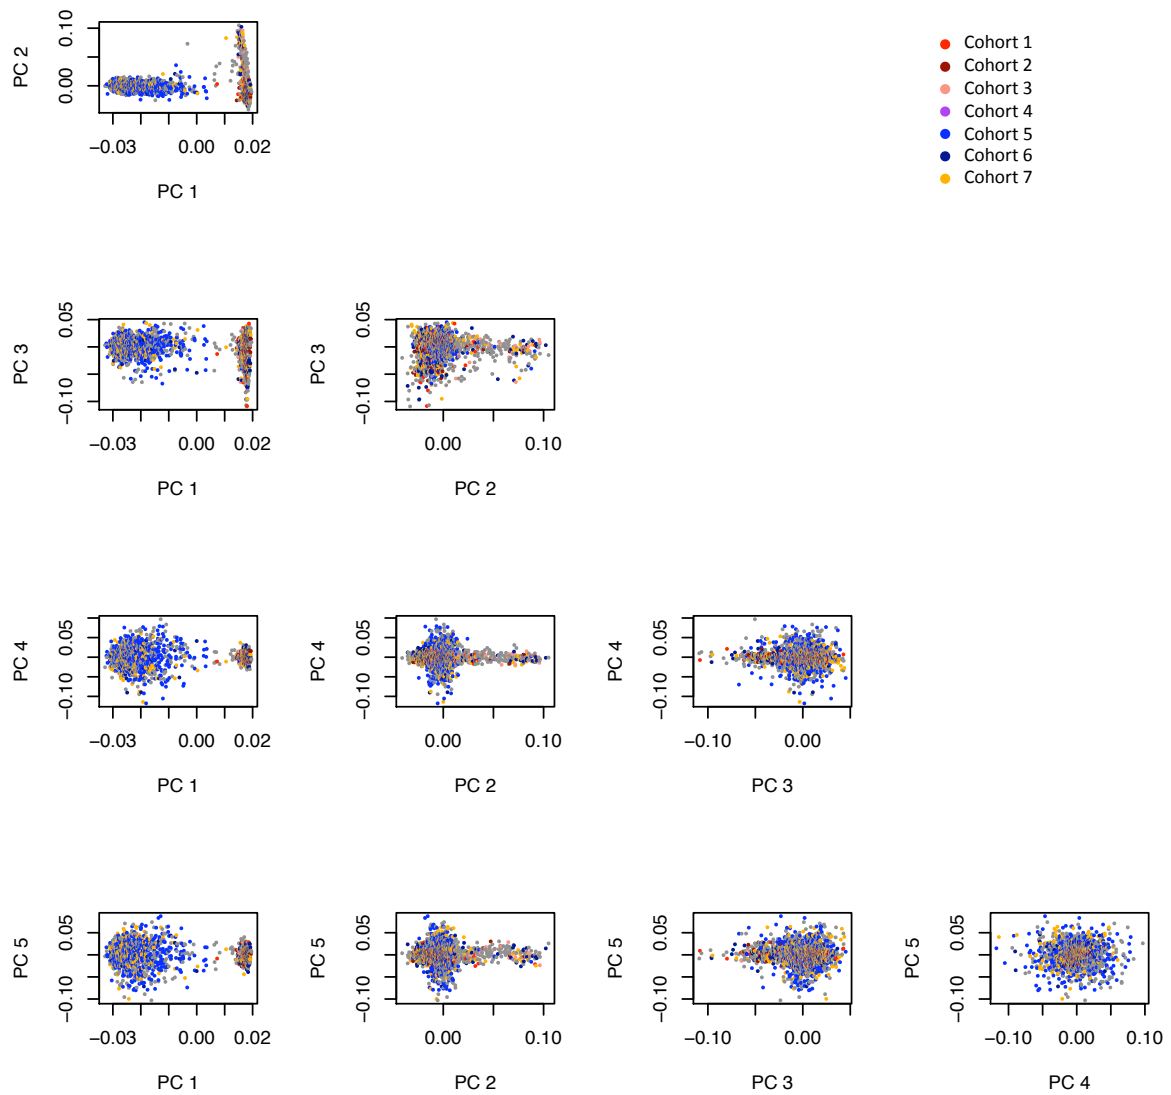 PC 2
0.00 0.10
−0.03 0.00 0.02
PC 1
Cohort 1
Cohort 2
Cohort 3
Cohort 4
Cohort 5
Cohort 6
Cohort 7
PC 3
−0.10 0.05
−0.03 0.00 0.02
PC 1
PC 3
−0.10 0.05
0.00 0.10
PC 2
PC 4
−0.10 0.05
−0.03 0.00 0.02
PC 1
PC 4
−0.10 0.05
0.00 0.10
PC 2
PC 4
−0.10 0.05
−0.10 0.00
PC 3
PC 5
−0.10 0.05
−0.03 0.00 0.02
PC 1
PC 5
−0.10 0.05
0.00 0.10
PC 2
PC 5
−0.10 0.05
−0.10 0.00
PC 3
PC 5
−0.10 0.05
−0.10 0.00 0.10
PC 4